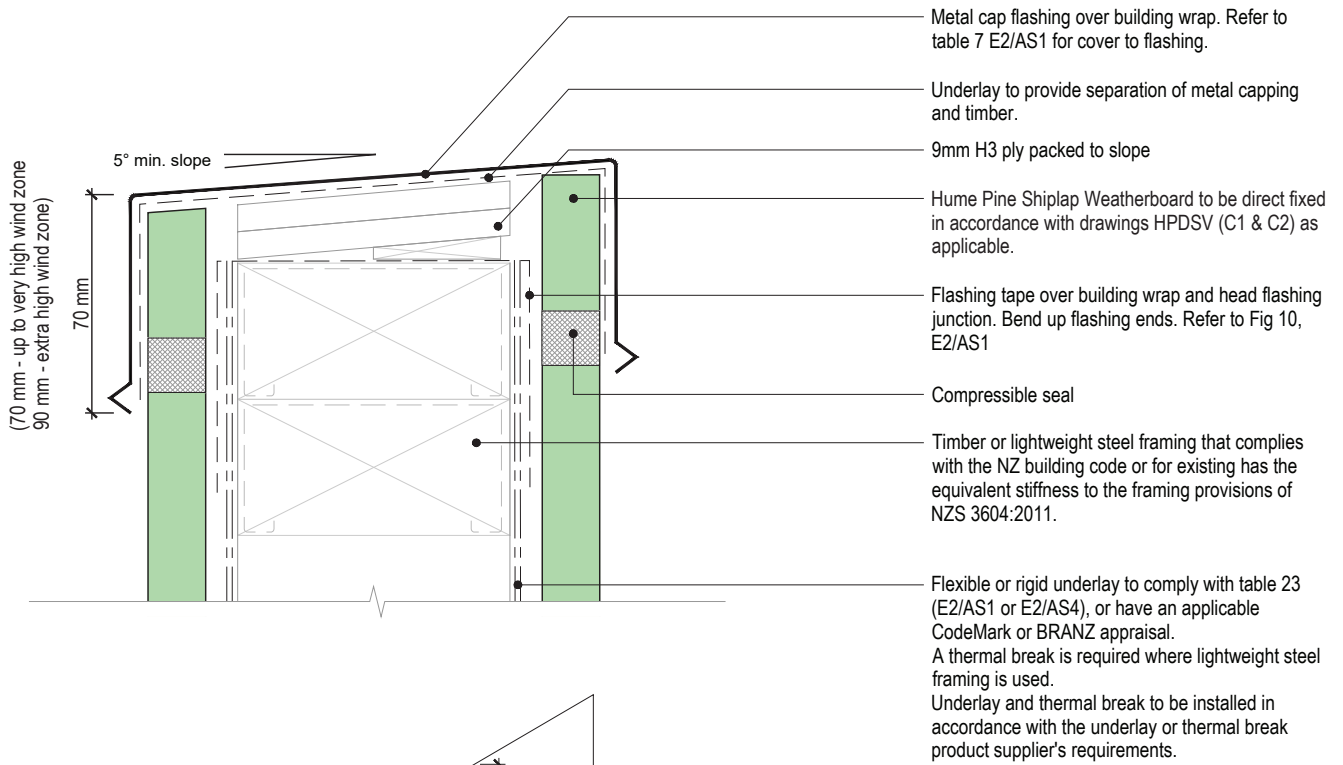 Metal cap flashing over building wrap. Refer to
table 7 E2/AS1 for cover to flashing.
Underlay to provide separation of metal capping
and timber.
5° min. slope
9mm H3 ply packed to slope
Hume Pine Shiplap Weatherboard to be direct fixed
in accordance with drawings HPDSV (C1 & C2) as
applicable.
(70 mm - up to very high wind zone
90 mm - extra high wind zone)
70 mm
Flashing tape over building wrap and head flashing
junction. Bend up flashing ends. Refer to Fig 10,
E2/AS1
Compressible seal
Timber or lightweight steel framing that complies
with the NZ building code or for existing has the
equivalent stiffness to the framing provisions of
NZS 3604:2011.
Flexible or rigid underlay to comply with table 23
(E2/AS1 or E2/AS4), or have an applicable
CodeMark or BRANZ appraisal.
A thermal break is required where lightweight steel
framing is used.
Underlay and thermal break to be installed in
accordance with the underlay or thermal break
product supplier's requirements.